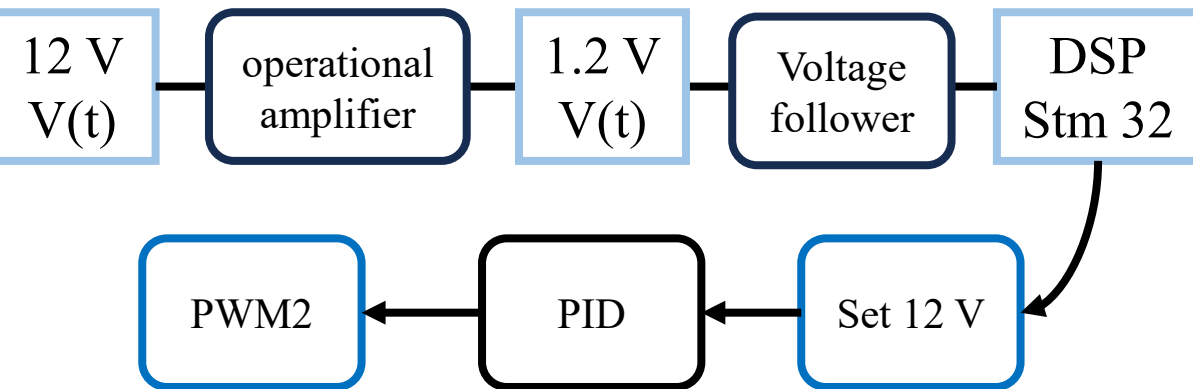 12 V
V(t)
operational
amplifier
1.2 V
V(t)
Voltage
follower
DSP
Stm 32
PWM2
PID
Set 12 V